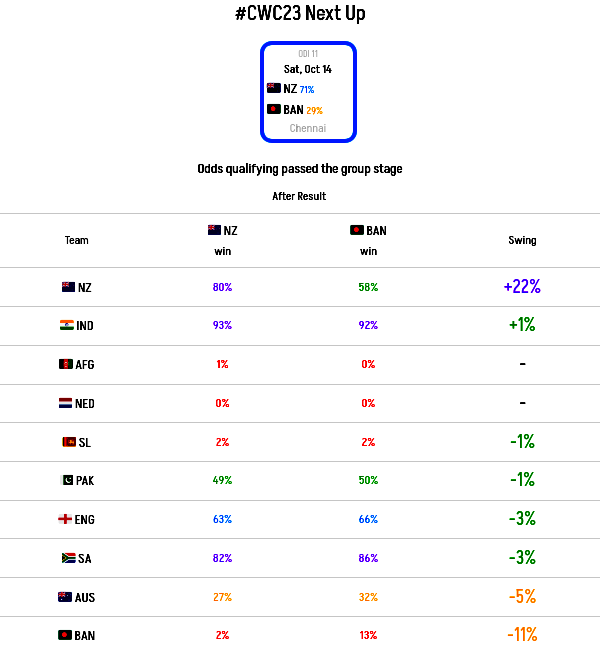 #CWC23 Next Up
ODI 11
Sat, Oct 14
NZ 71%
BAN 29%
Chennai
Odds qualifying passed the group stage
After Result
Team NZ win BAN win Swing
NZ 80% 58% +22%
IND 93% 92% +1%
AFG 1% 0% -
NED 0% 0% -
SL 2% 2% -1%
PAK 49% 50% -1%
ENG 63% 66% -3%
SA 82% 86% -3%
AUS 27% 32% -5%
BAN 2% 13% -11%